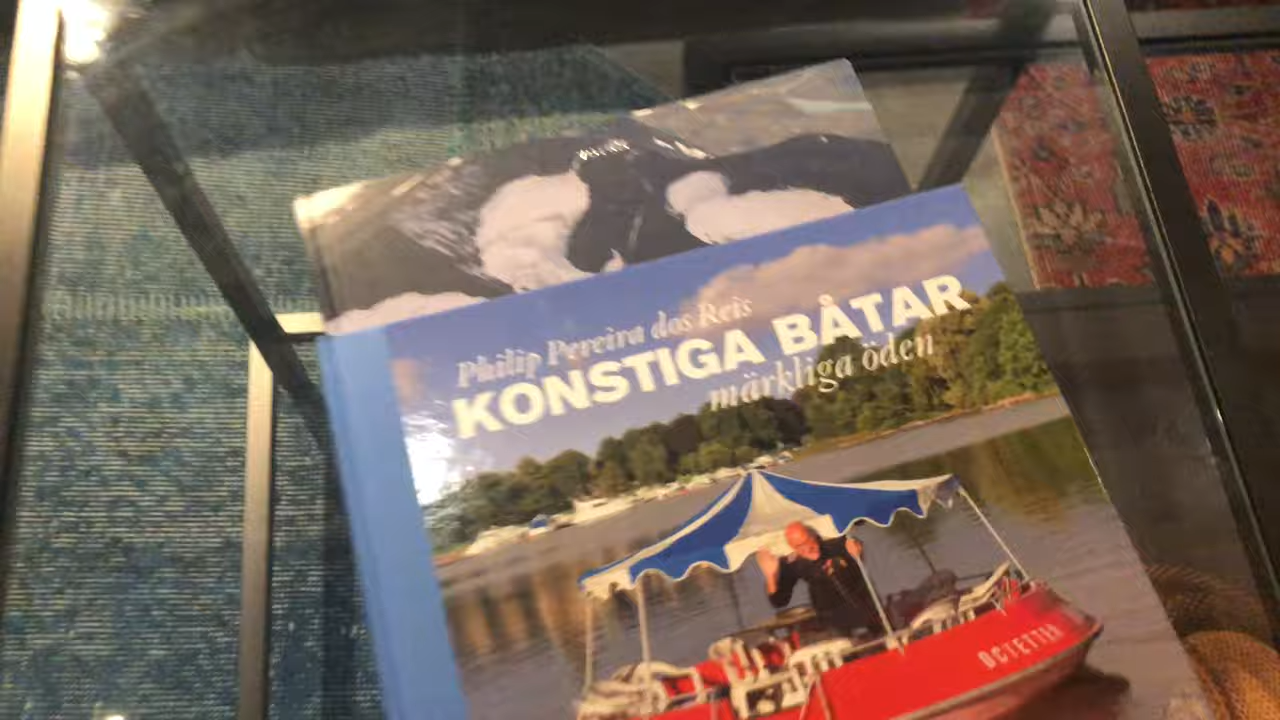 Philip Pereira dos Reis
KONSTIGA BÅTAR
märkliga öden
OCTETTEN